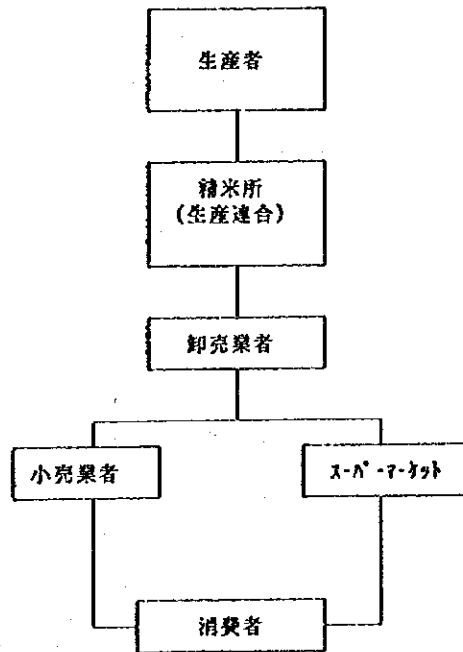 生産者
精米所
(生産連合)
卸売業者
小売業者
ｽｰﾊﾟｰﾏｰｹｯﾄ
消費者